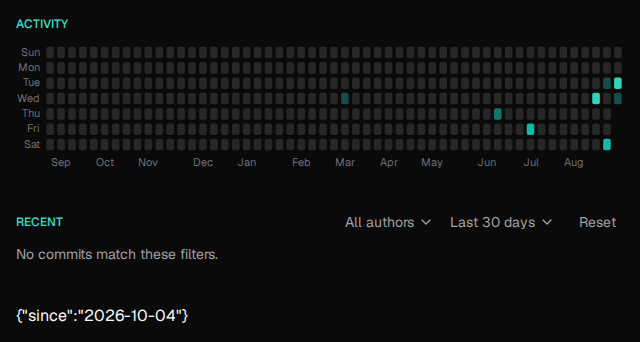 ACTIVITY
Sun
Mon
Tue
Wed
Thu
Fri
Sat
Sep Oct Nov Dec Jan Feb Mar Apr May Jun Jul Aug
RECENT All authors Last 30 days Reset
No commits match these filters.
{"since":"2026-10-04"}